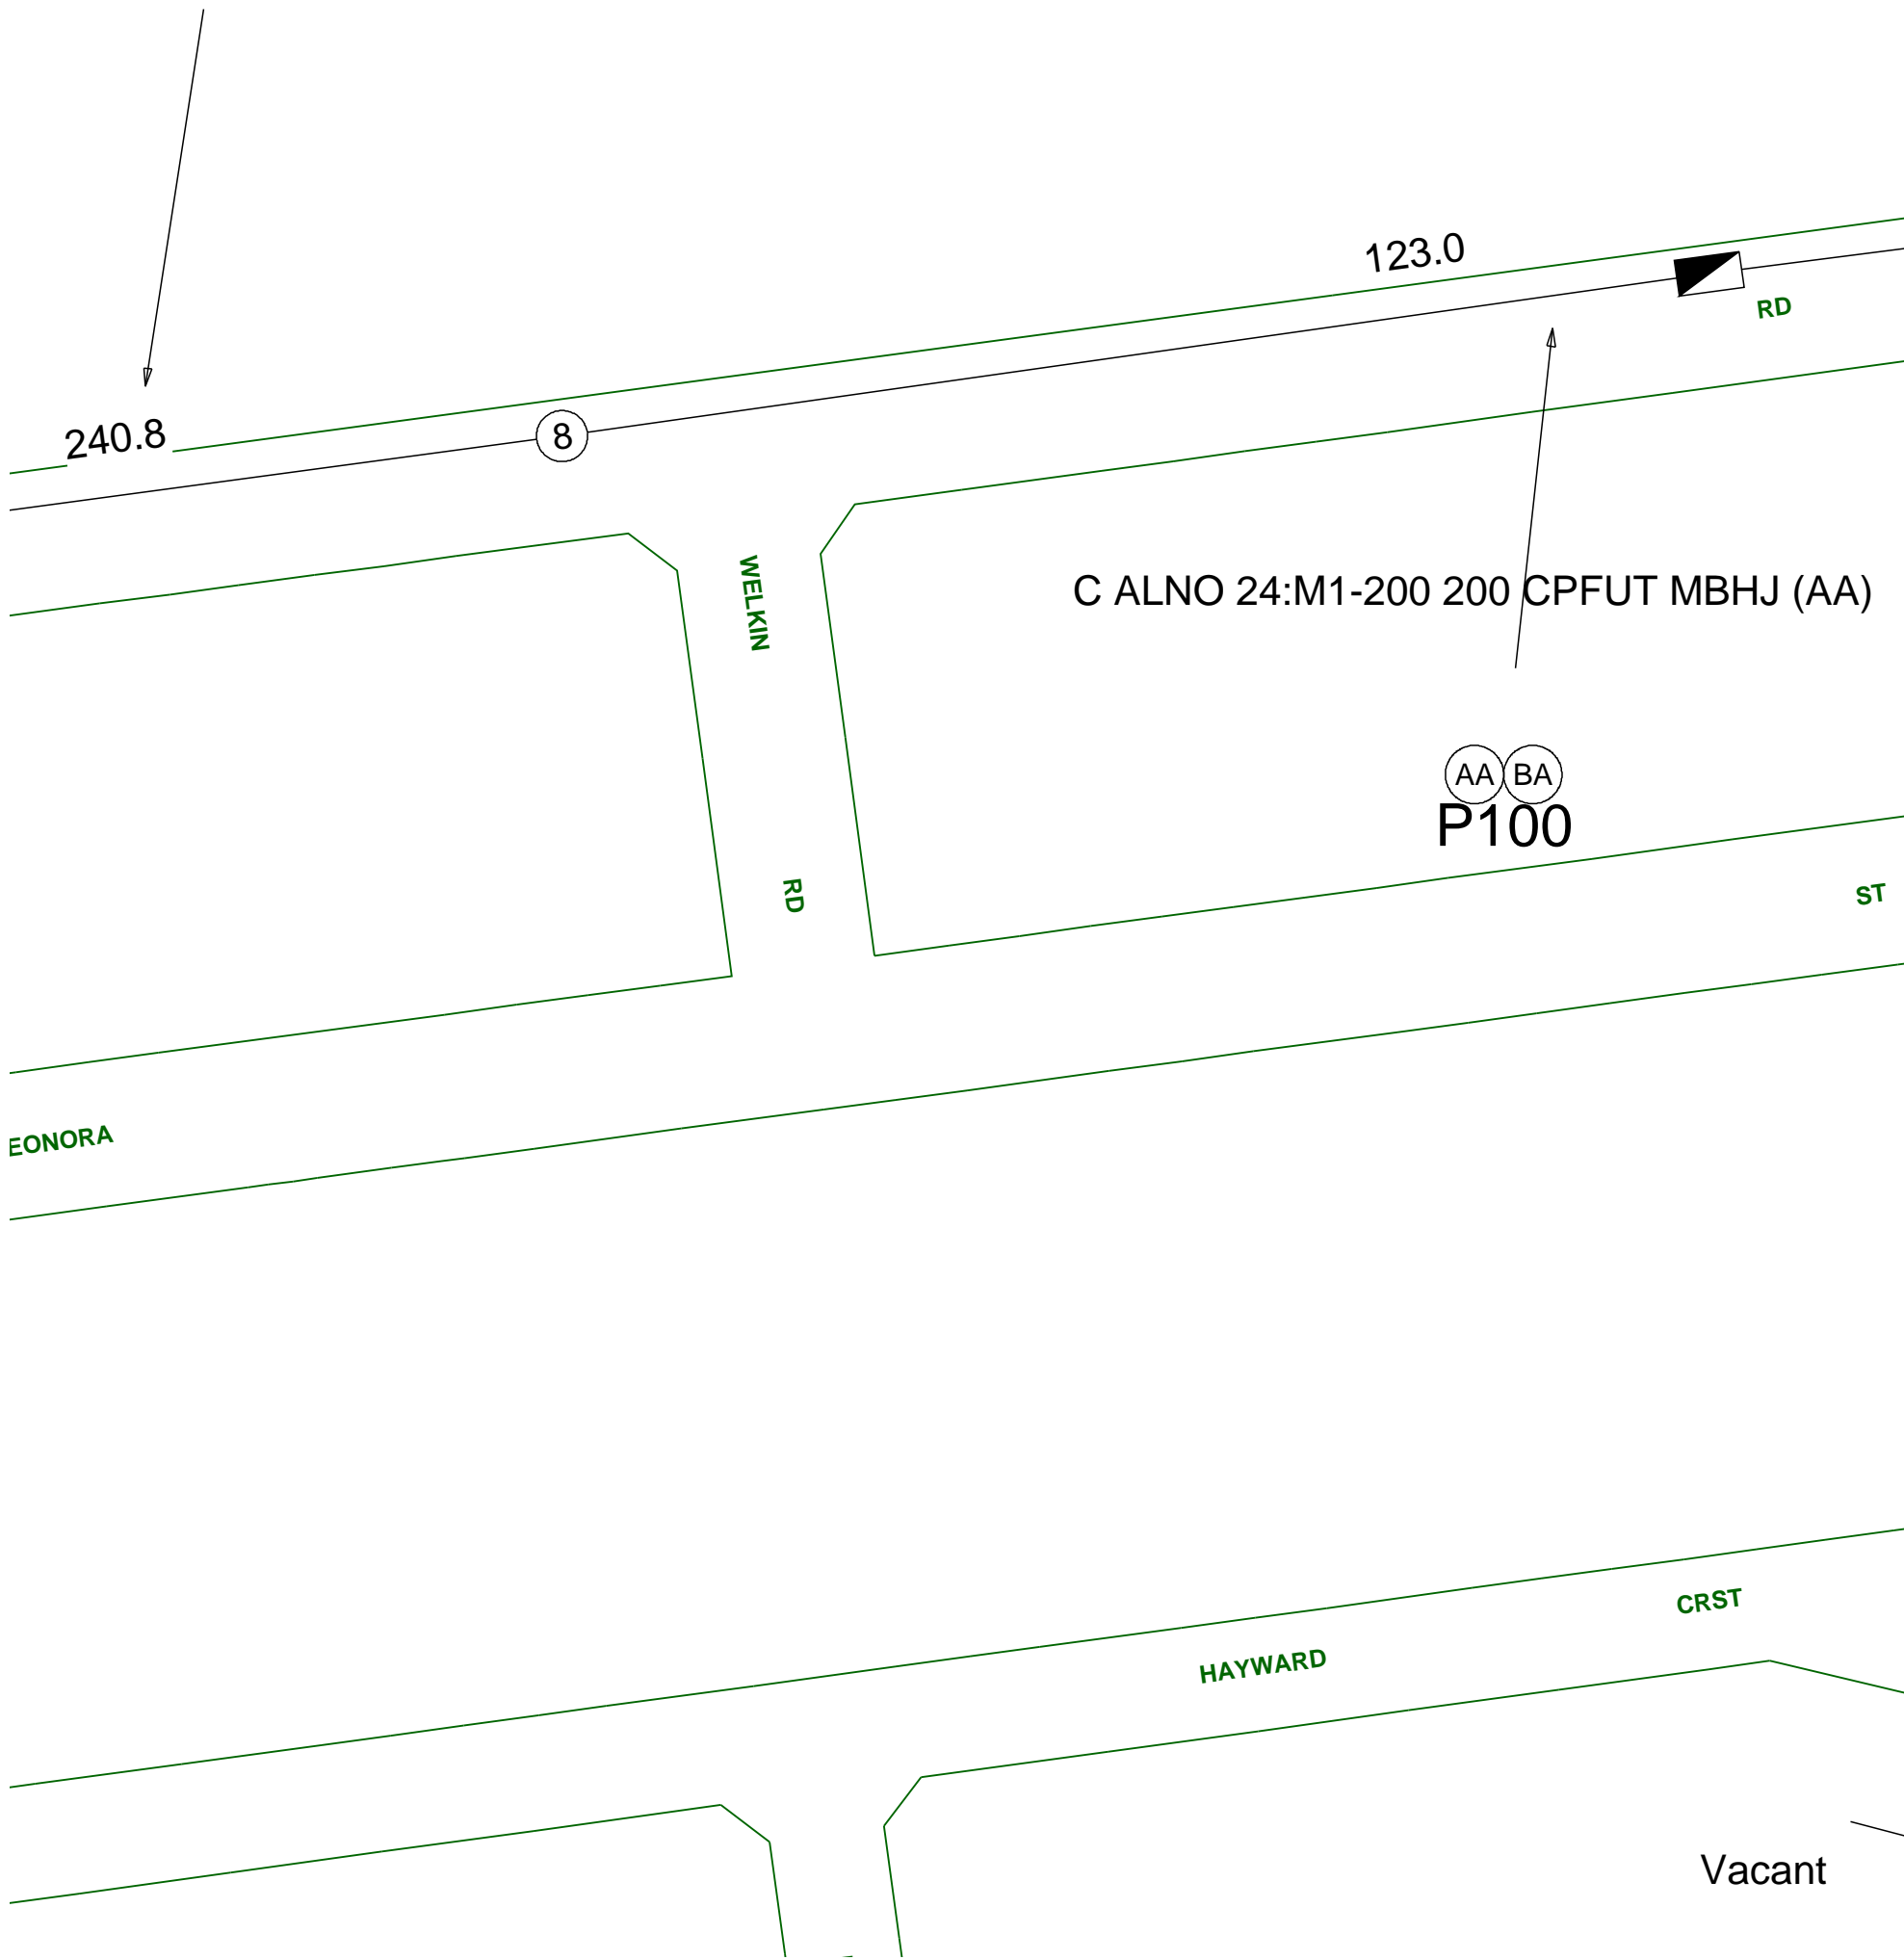 123.0
RD
240.8
8
WELKIN
C ALNO 24:M1-200 200 CPFUT MBHJ (AA)
AA BA
P100
RD
ST
EONORA
CRST
HAYWARD
Vacant